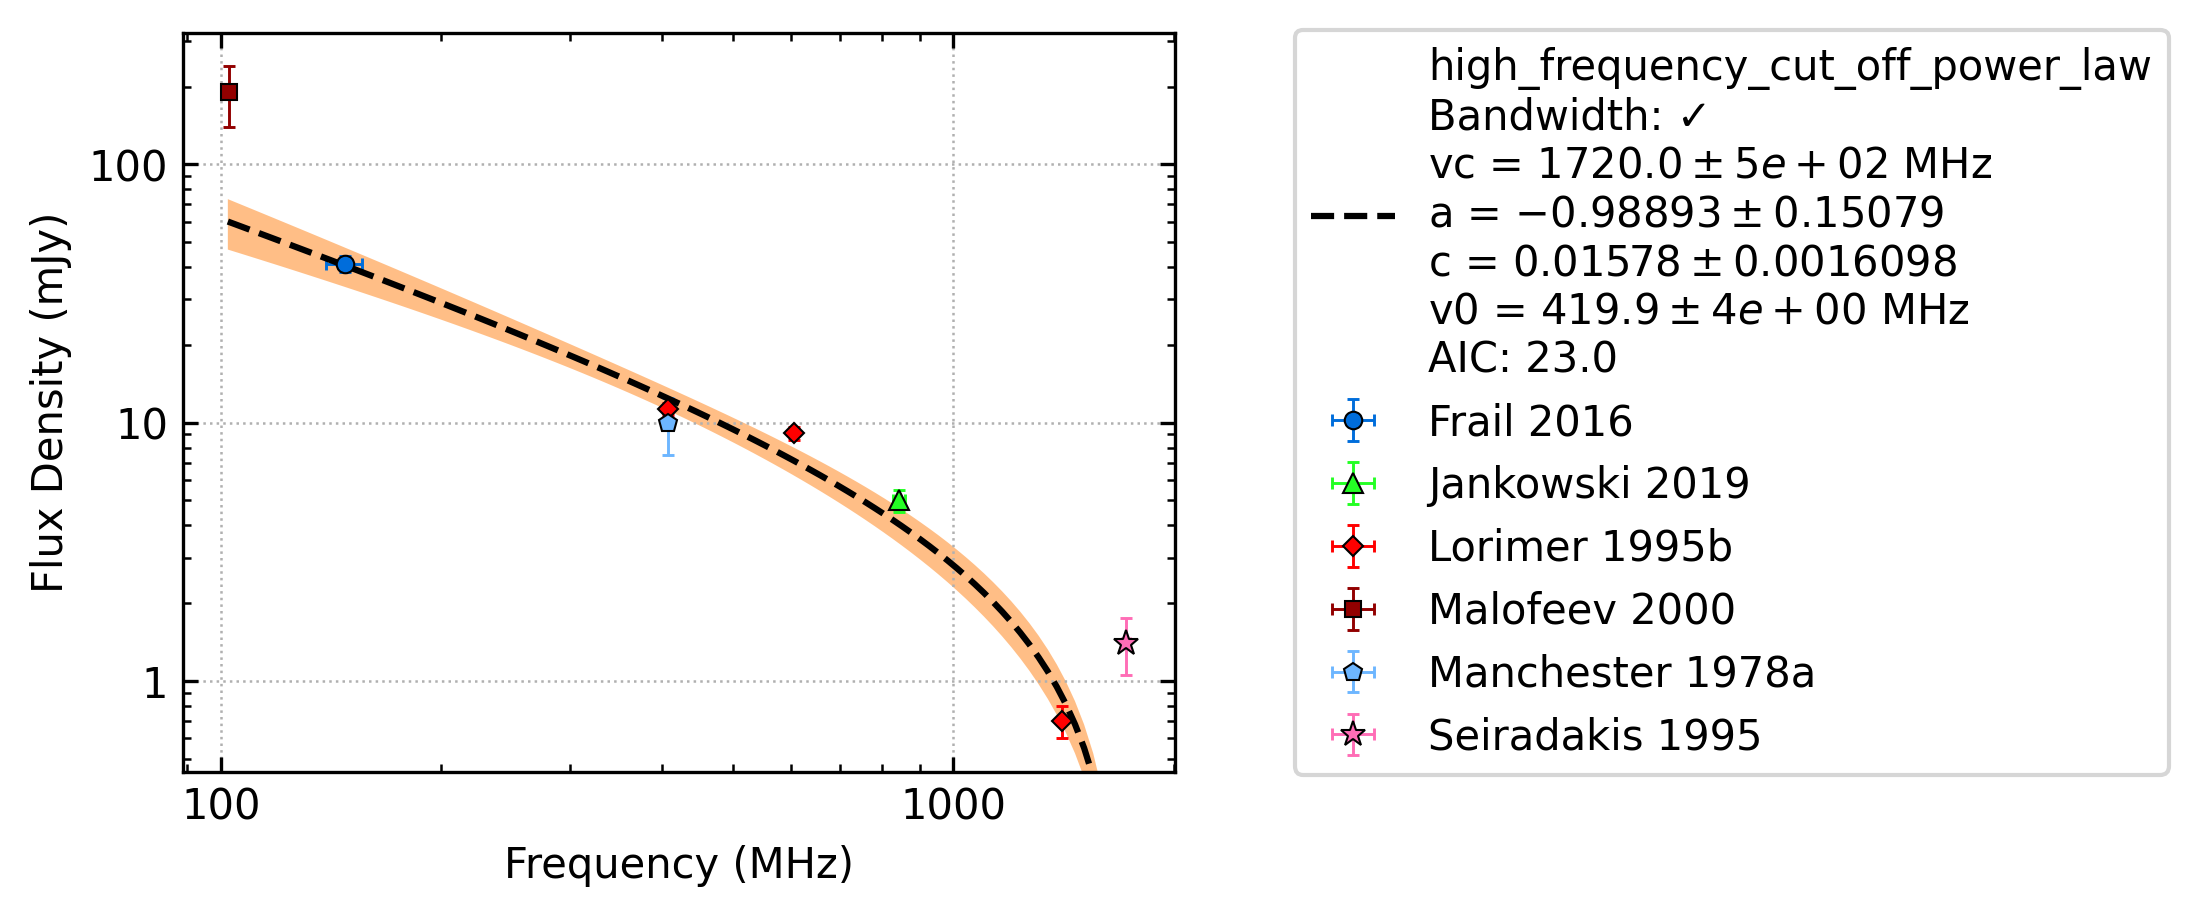 100
10
1
Flux Density (mJy)
100
1000
Frequency (MHz)
high_frequency_cut_off_power_law
Bandwidth: ✓
vc = 1720.0 ± 5e + 02 MHz
a = −0.98893 ± 0.15079
c = 0.01578 ± 0.0016098
v0 = 419.9 ± 4e + 00 MHz
AIC: 23.0
Frail 2016
Jankowski 2019
Lorimer 1995b
Malofeev 2000
Manchester 1978a
Seiradakis 1995